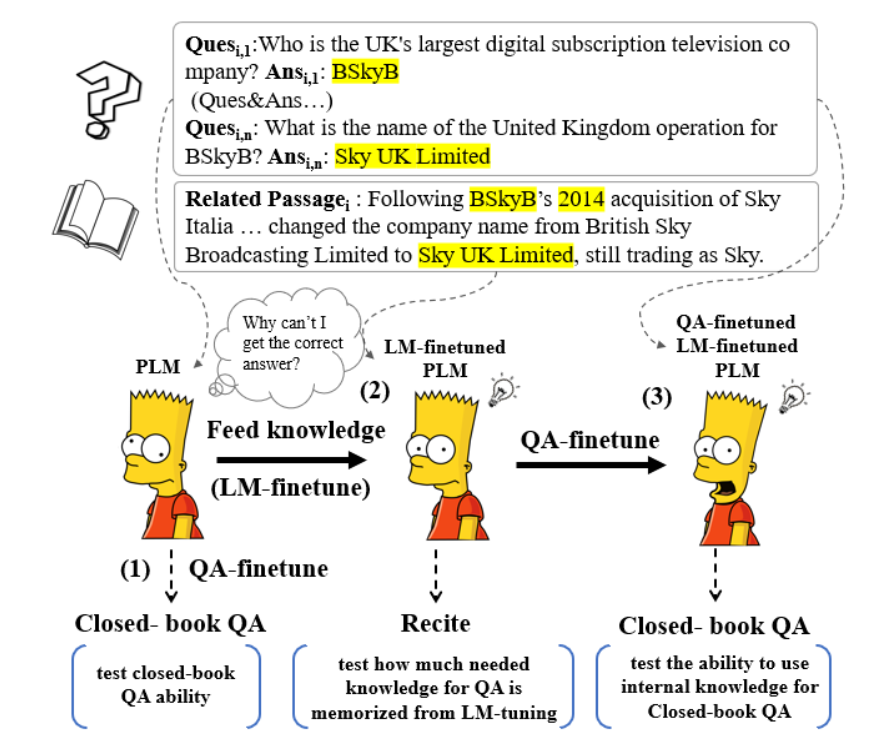 Ques_i,1:Who is the UK's largest digital subscription television co
mpany? Ans_i,1: BSkyB
(Ques&Ans…)
Ques_i,n: What is the name of the United Kingdom operation for
BSkyB? Ans_i,n: Sky UK Limited
Related Passage_i : Following BSkyB's 2014 acquisition of Sky
Italia … changed the company name from British Sky
Broadcasting Limited to Sky UK Limited, still trading as Sky.
Why can't I
get the correct
answer?
PLM
LM-finetuned
PLM
(2)
QA-finetuned
LM-finetuned
PLM
(3)
Feed knowledge
(LM-finetune)
QA-finetune
(1)
QA-finetune
Closed- book QA
test closed-book
QA ability
Recite
test how much needed
knowledge for QA is
memorized from LM-tuning
Closed- book QA
test the ability to use
internal knowledge for
Closed-book QA